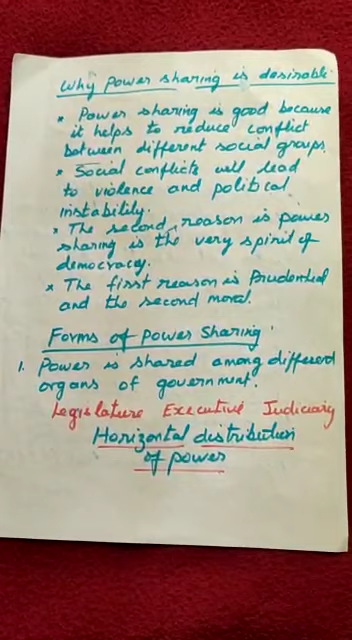 Why power sharing is desirable
* Power sharing is good because
it helps to reduce conflict
between different social groups.
* Social conflicts will lead
to violence and political
instability.
* The second reason is power
sharing is the very spirit of
democracy.
* The first reason is Prudential
and the second moral.
Forms of Power Sharing
1. Power is shared among different
organs of government.
Legislature Executive Judiciary
Horizontal distribution
of power